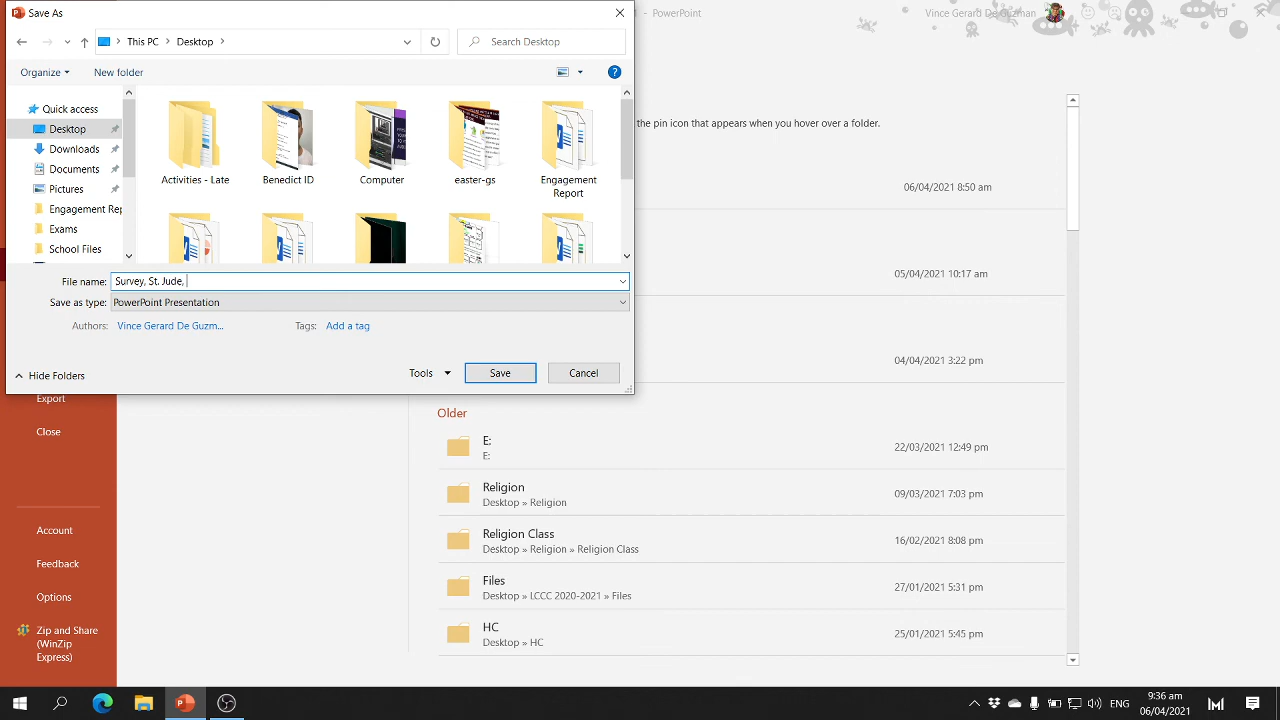 Save As
- PowerPoint
Vince Gerard De Guzman
This PC
Desktop
Search Desktop
Organize
New folder
Quick access
Desktop
Downloads
Documents
Pictures
Engagement Rep
Exams
School Files
Activities - Late
Benedict ID
Computer
easter-gs
Engagement
Report
the pin icon that appears when you hover over a folder.
06/04/2021 8:50 am
05/04/2021 10:17 am
04/04/2021 3:22 pm
File name:
Survey, St. Jude,
Save as type:
PowerPoint Presentation
Authors:
Vince Gerard De Guzm...
Tags:
Add a tag
Hide Folders
Tools
Save
Cancel
Export
Close
Account
Feedback
Options
Zip and Share
(WinZip
Express)
Older
E:
E:
22/03/2021 12:49 pm
Religion
Desktop » Religion
09/03/2021 7:03 pm
Religion Class
Desktop » Religion » Religion Class
16/02/2021 8:08 pm
Files
Desktop » LCCC 2020-2021 » Files
27/01/2021 5:31 pm
HC
Desktop » HC
25/01/2021 5:45 pm
ENG
9:36 am
06/04/2021